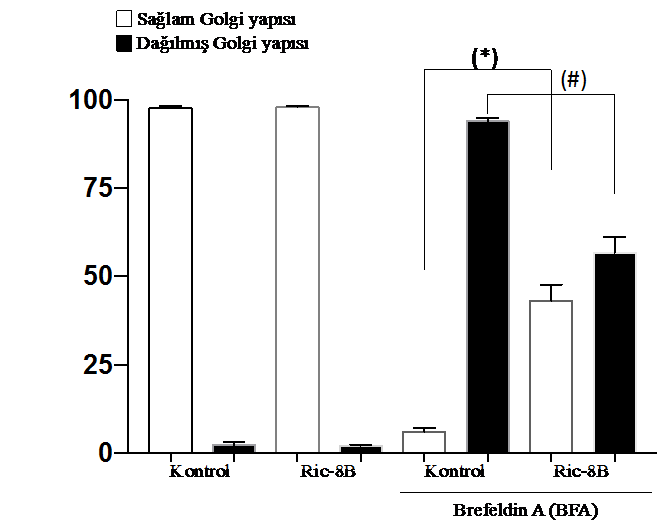 Sağlam Golgi yapısı
Dağılmış Golgi yapısı
(*)
(#)
100
75
50
25
0
Kontrol Ric-8B Kontrol Ric-8B
Brefeldin A (BFA)